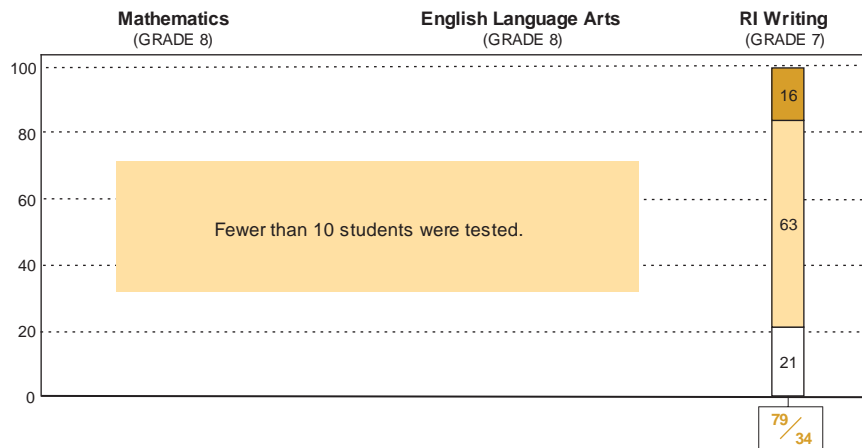 Mathematics
(GRADE 8)
English Language Arts
(GRADE 8)
RI Writing
(GRADE 7)
100
80
60
40
20
0
Fewer than 10 students were tested.
16
63
21
79/34